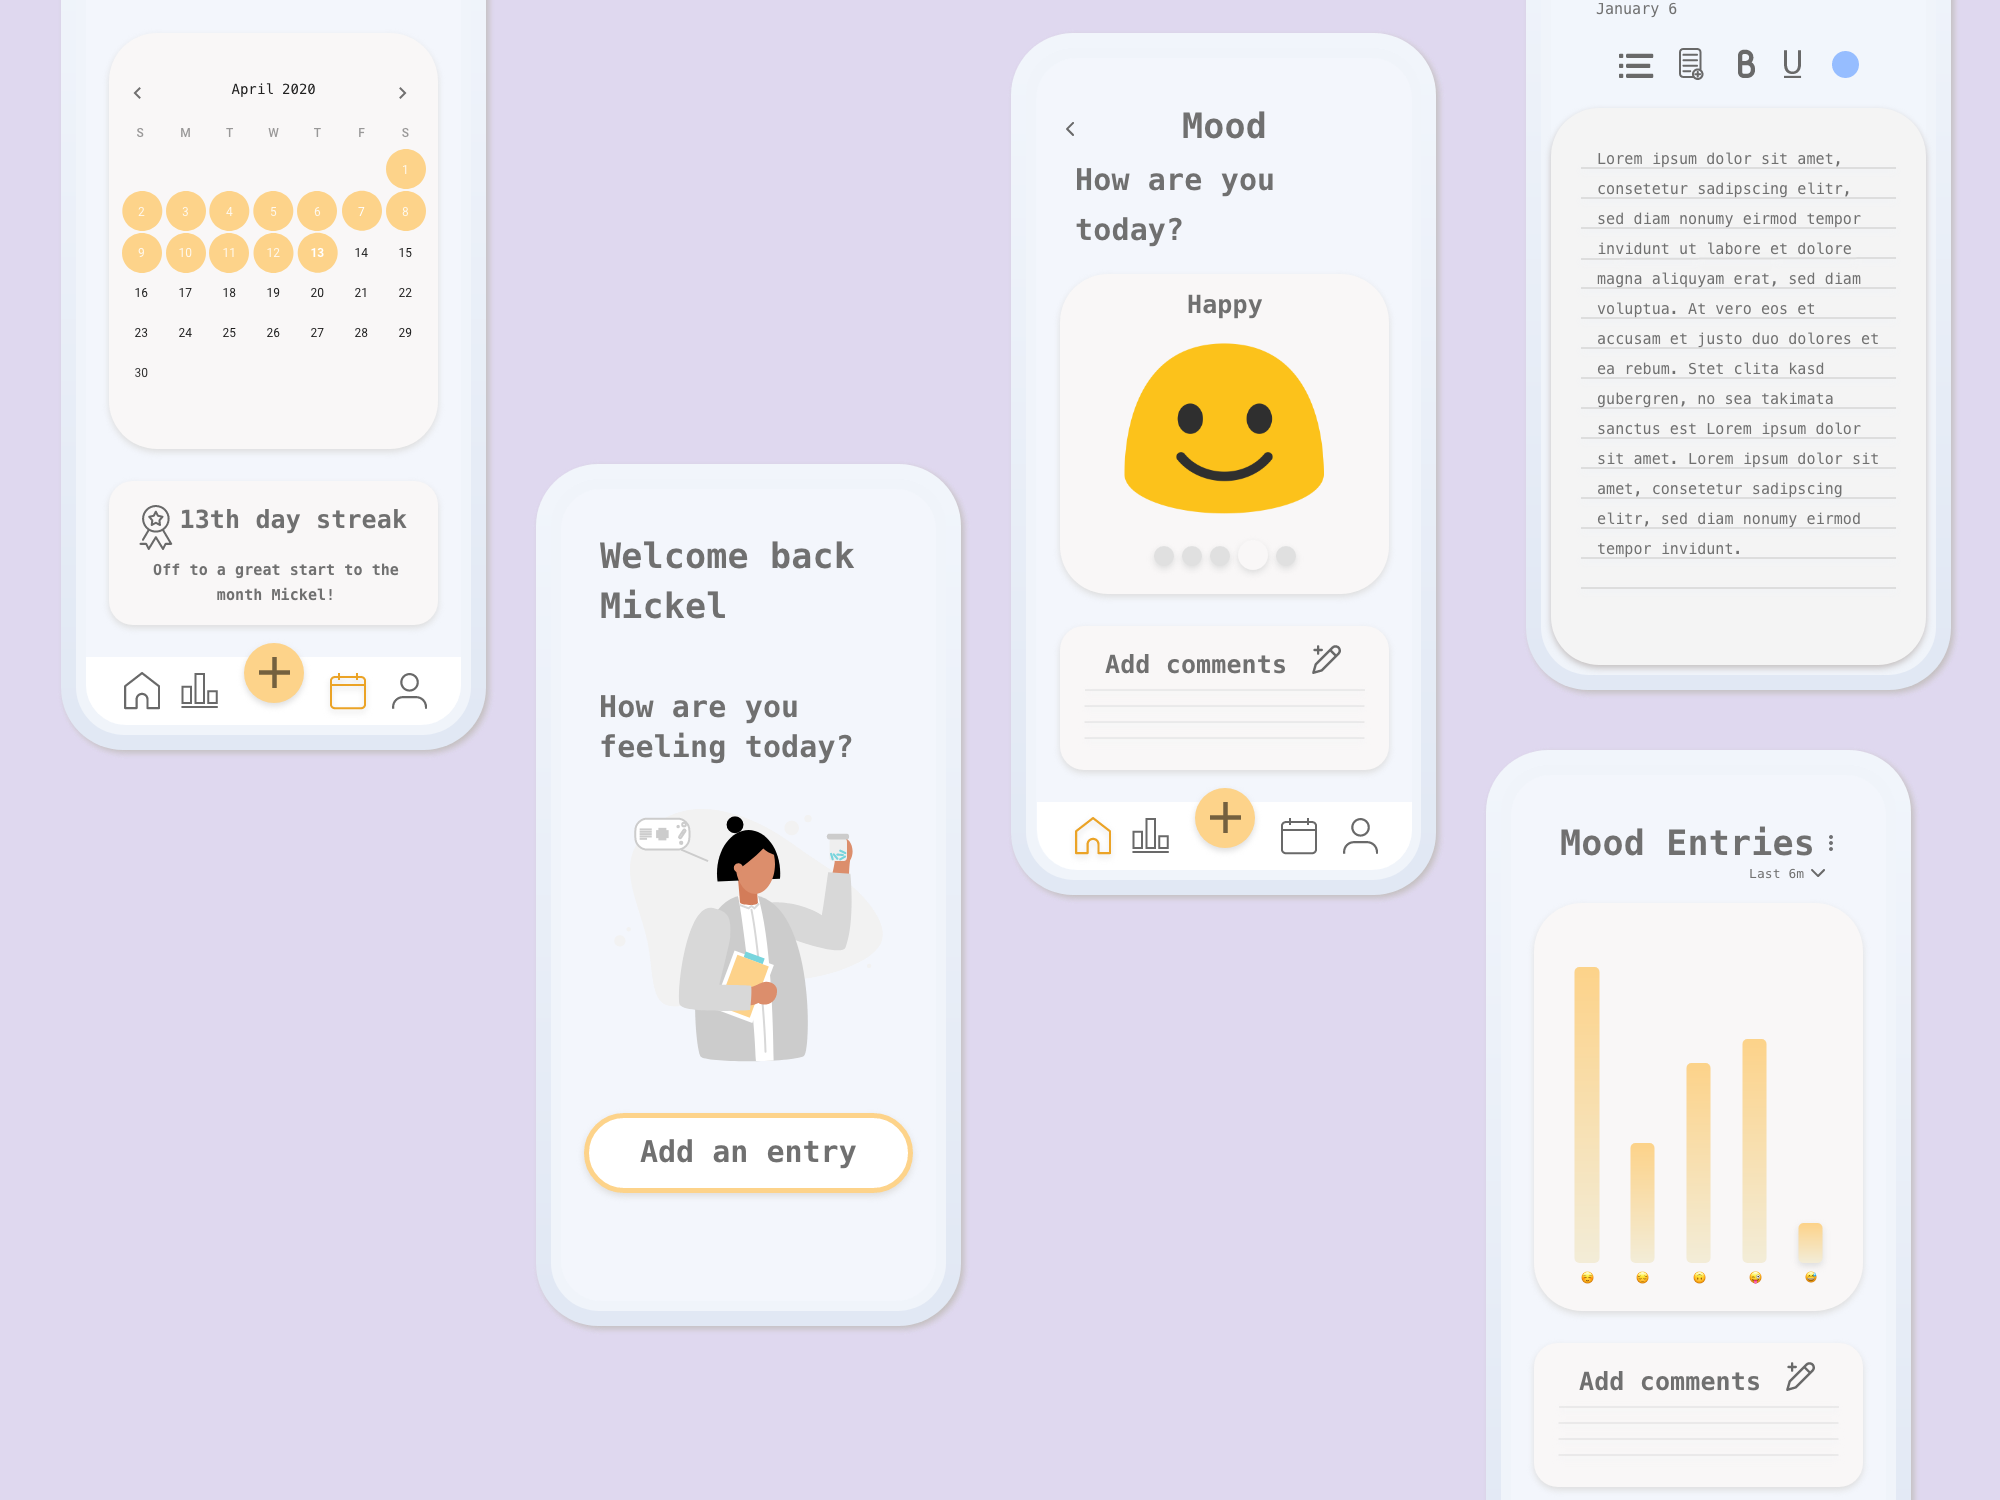 April 2020
S M T W T F S
1
2 3 4 5 6 7 8
9 10 11 12 13 14 15
16 17 18 19 20 21 22
23 24 25 26 27 28 29
30
13th day streak
Off to a great start to the
month Mickel!
Welcome back
Mickel
How are you
feeling today?
Add an entry
Mood
How are you
today?
Happy
Add comments
January 6
B U
Lorem ipsum dolor sit amet,
consetetur sadipscing elitr,
sed diam nonumy eirmod tempor
invidunt ut labore et dolore
magna aliquyam erat, sed diam
voluptua. At vero eos et
accusam et justo duo dolores et
ea rebum. Stet clita kasd
gubergren, no sea takimata
sanctus est Lorem ipsum dolor
sit amet. Lorem ipsum dolor sit
amet, consetetur sadipscing
elitr, sed diam nonumy eirmod
tempor invidunt.
Mood Entries
Last 6m
Add comments